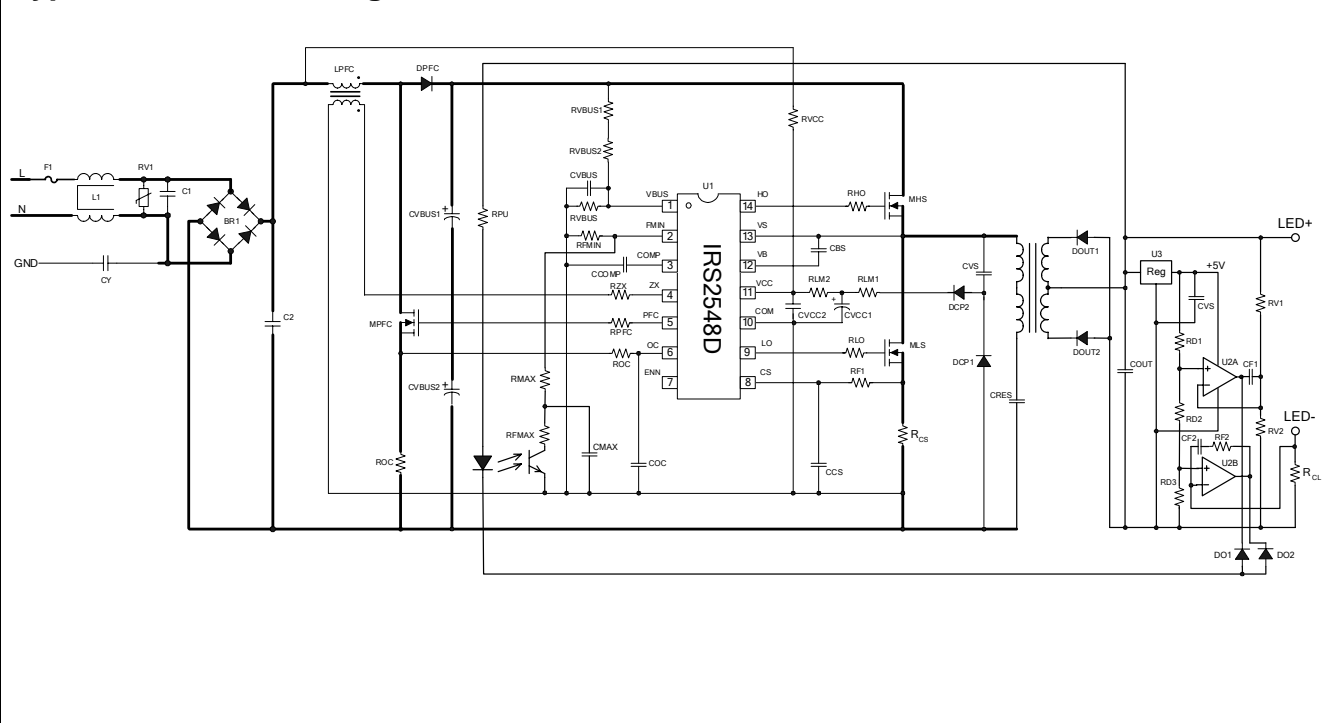 LPFC
DPFC
RVBUS1
RVCC
RVBUS2
F1
RV1
L
C1
L1
N
BR1
GND
CY
C2
CVBUS
U1
VBUS
1
RVBUS
FMIN
2
RFMIN
COMP
3
CCOMP
RZX
ZX
4
PFC
5
RPFC
OC
6
ROC
ENN
7
IRS2548D
HO
14
RHO
MHS
VS
13
CBS
VB
12
VCC
11
RLM2
RLM1
COM
10
CVCC2
+
CVCC1
LO
9
RLO
MLS
CS
8
RF1
CVS
DCP2
DCP1
CRES
CVBUS1
+
RPU
MPFC
CVBUS2
+
RMAX
RFMAX
CMAX
ROC
COC
CCS
RCS
DOUT1
DOUT2
LED+
U3
Reg
+5V
CVS
RV1
RD1
U2A
CF1
+
-
COUT
RD2
LED-
RV2
CF2
RF2
U2B
+
-
RD3
RCL
DO1
DO2